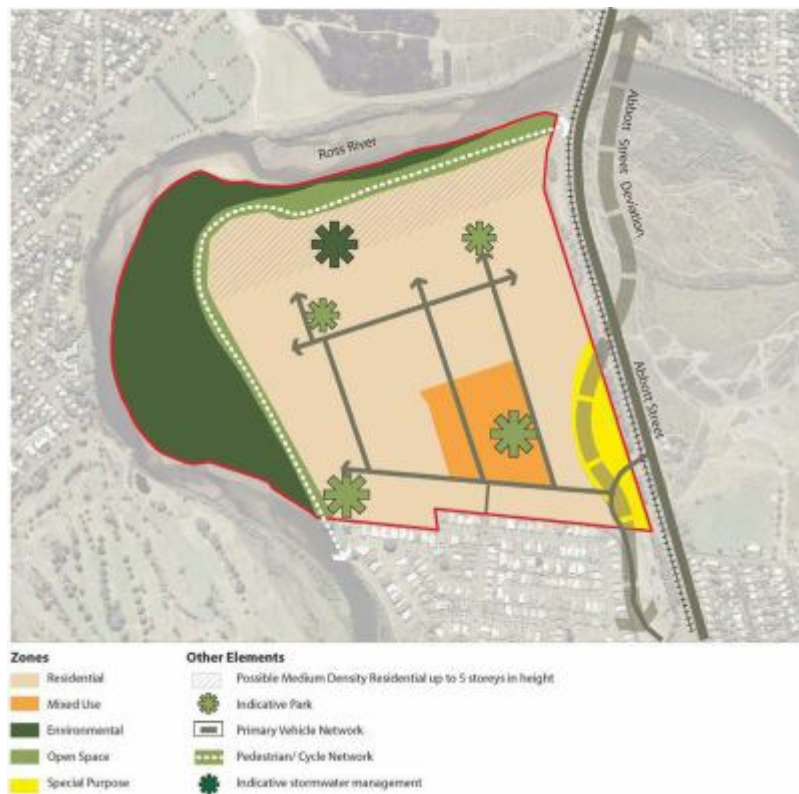 Ross River
Abbott Street Deviation
Abbott Street
Zones
Residential
Mixed Use
Environmental
Open Space
Special Purpose
Other Elements
Possible Medium Density Residential up to 5 storeys in height
Indicative Park
Primary Vehicle Network
Pedestrian/ Cycle Network
Indicative stormwater management